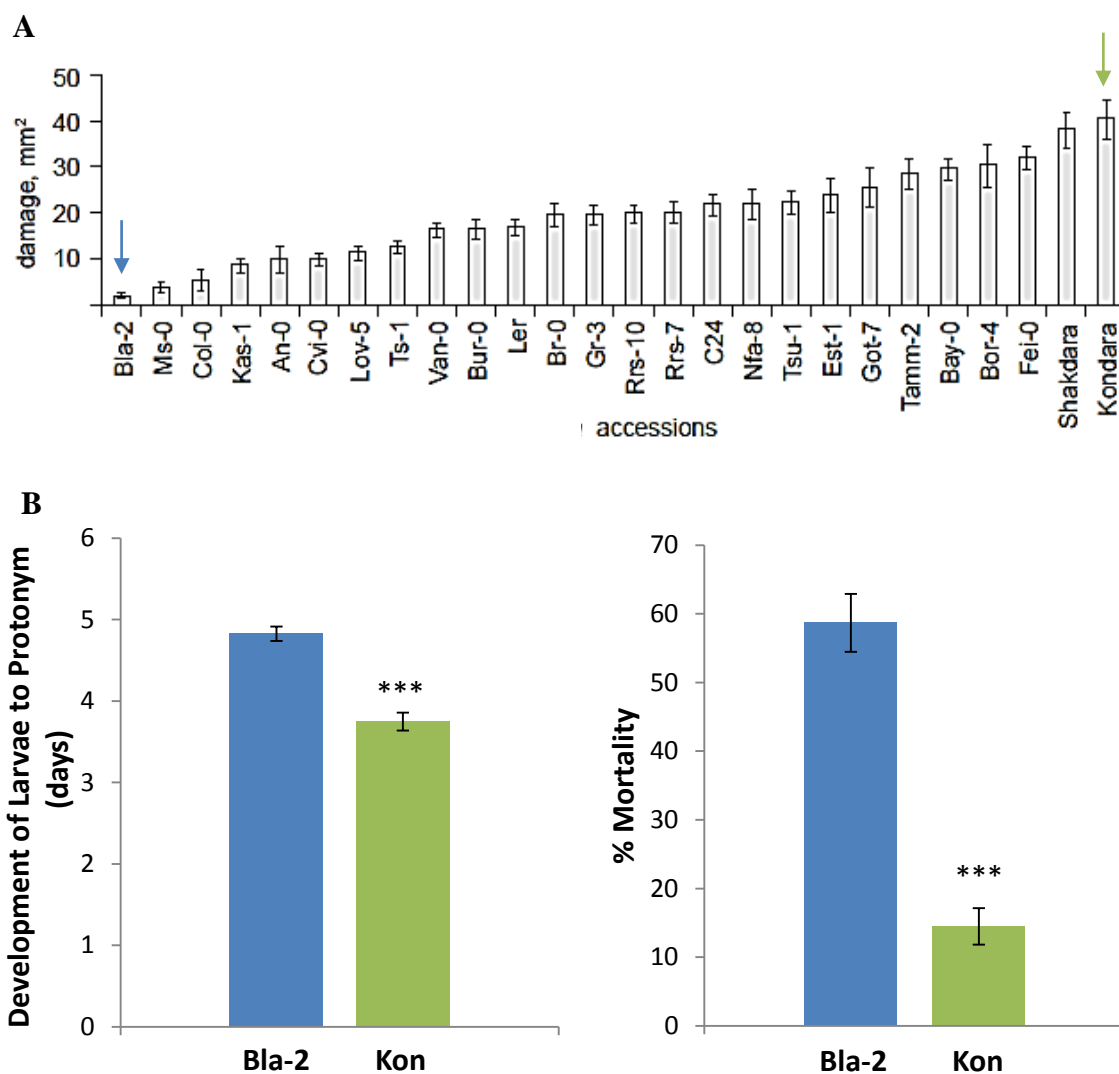 A
damage, mm²
50
40
30
20
10
Bla-2
Ms-0
Col-0
Kas-1
An-0
Cvi-0
Lov-5
Ts-1
Van-0
Bur-0
Ler
Br-0
Gr-3
Rrs-10
Rrs-7
C24
Nfa-8
Tsu-1
Est-1
Got-7
Tamm-2
Bay-0
Bor-4
Fei-0
Shakdara
Kondara
accessions
B
Development of Larvae to Protonym
(days)
6
5
4
3
2
1
0
***
Bla-2 Kon
% Mortality
70
60
50
40
30
20
10
0
***
Bla-2 Kon